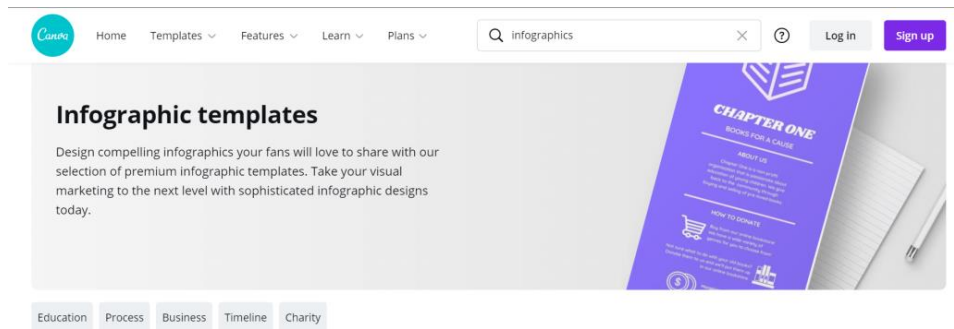 Canva Home Templates Features Learn Plans infographics Log in Sign up
Infographic templates
Design compelling infographics your fans will love to share with our
selection of premium infographic templates. Take your visual
marketing to the next level with sophisticated infographic designs
today.
CHAPTER ONE
BOOKS FOR A CAUSE
ABOUT US
HOW TO DONATE
Education Process Business Timeline Charity